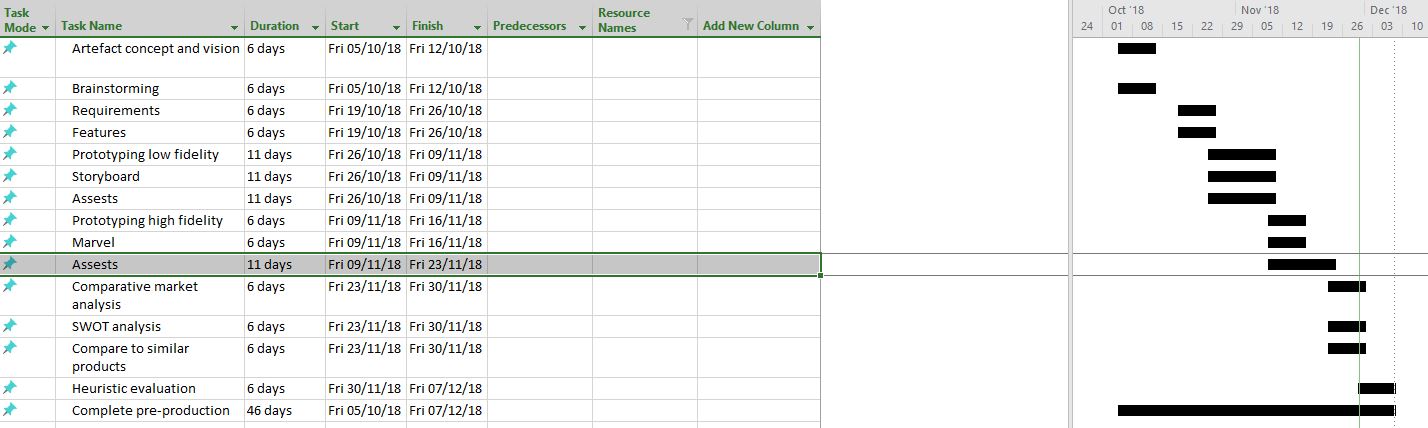 Task Mode Task Name Duration Start Finish Predecessors Resource Names Add New Column
Oct '18 Nov '18 Dec '18
24 01 08 15 22 29 05 12 19 26 03 10
Artefact concept and vision 6 days Fri 05/10/18 Fri 12/10/18
Brainstorming 6 days Fri 05/10/18 Fri 12/10/18
Requirements 6 days Fri 19/10/18 Fri 26/10/18
Features 6 days Fri 19/10/18 Fri 26/10/18
Prototyping low fidelity 11 days Fri 26/10/18 Fri 09/11/18
Storyboard 11 days Fri 26/10/18 Fri 09/11/18
Assests 11 days Fri 26/10/18 Fri 09/11/18
Prototyping high fidelity 6 days Fri 09/11/18 Fri 16/11/18
Marvel 6 days Fri 09/11/18 Fri 16/11/18
Assests 11 days Fri 09/11/18 Fri 23/11/18
Comparative market analysis 6 days Fri 23/11/18 Fri 30/11/18
SWOT analysis 6 days Fri 23/11/18 Fri 30/11/18
Compare to similar products 6 days Fri 23/11/18 Fri 30/11/18
Heuristic evaluation 6 days Fri 30/11/18 Fri 07/12/18
Complete pre-production 46 days Fri 05/10/18 Fri 07/12/18